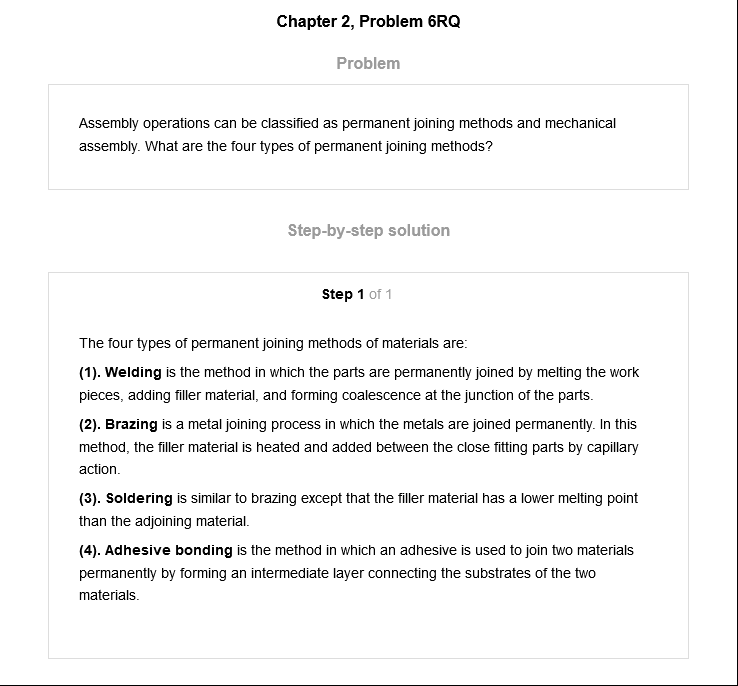 Chapter 2, Problem 6RQ
Problem
Assembly operations can be classified as permanent joining methods and mechanical
assembly. What are the four types of permanent joining methods?
Step-by-step solution
Step 1 of 1
The four types of permanent joining methods of materials are:
(1). Welding is the method in which the parts are permanently joined by melting the work
pieces, adding filler material, and forming coalescence at the junction of the parts.
(2). Brazing is a metal joining process in which the metals are joined permanently. In this
method, the filler material is heated and added between the close fitting parts by capillary
action.
(3). Soldering is similar to brazing except that the filler material has a lower melting point
than the adjoining material.
(4). Adhesive bonding is the method in which an adhesive is used to join two materials
permanently by forming an intermediate layer connecting the substrates of the two
materials.